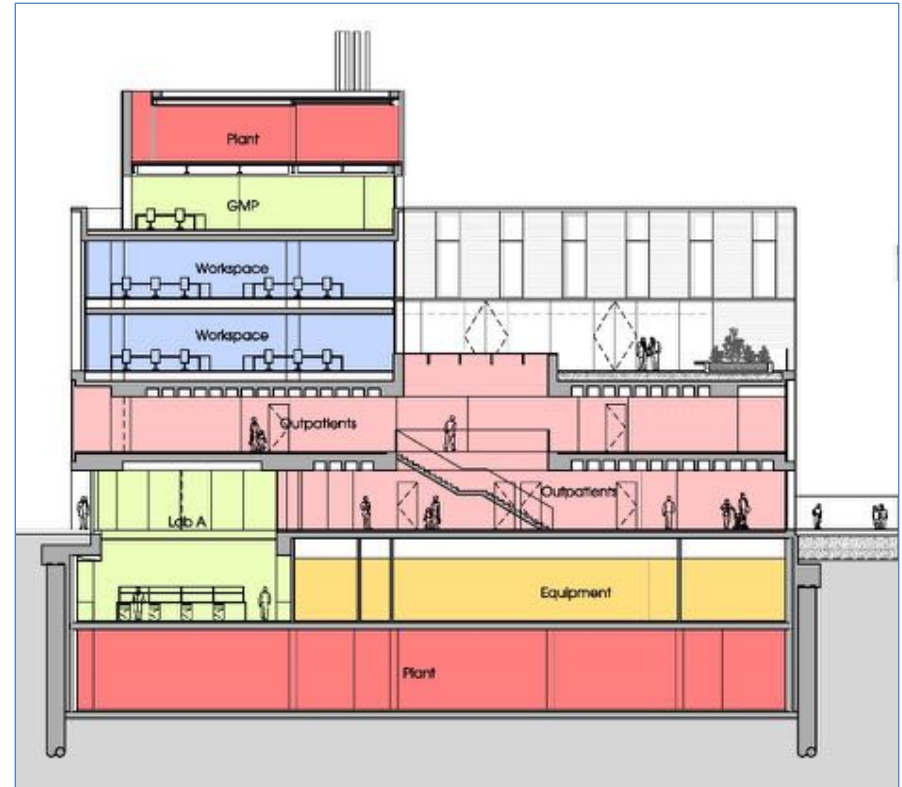 Plant
GMP
Workspace
Workspace
Outpatients
Outpatients
Lab A
Equipment
Plant